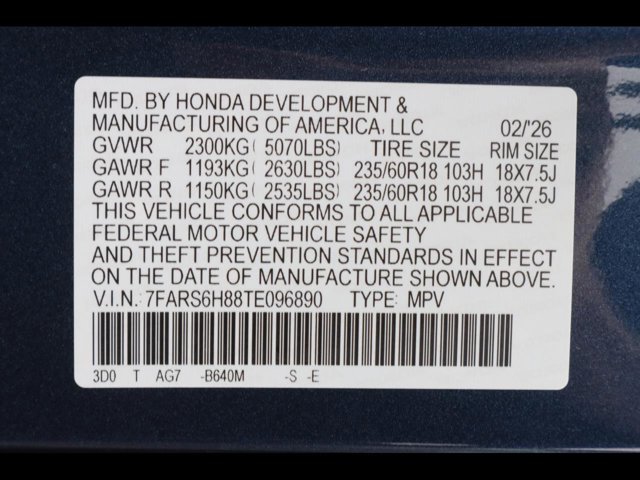 MFD. BY HONDA DEVELOPMENT &
MANUFACTURING OF AMERICA, LLC 02/'26
GVWR 2300KG( 5070LBS) TIRE SIZE RIM SIZE
GAWR F 1193KG( 2630LBS) 235/60R18 103H 18X7.5J
GAWR R 1150KG( 2535LBS) 235/60R18 103H 18X7.5J
THIS VEHICLE CONFORMS TO ALL APPLICABLE
FEDERAL MOTOR VEHICLE SAFETY
AND THEFT PREVENTION STANDARDS IN EFFECT
ON THE DATE OF MANUFACTURE SHOWN ABOVE.
V.I.N.: 7FARS6H88TE096890 TYPE: MPV
3D0 T AG7 -B640M -S -E